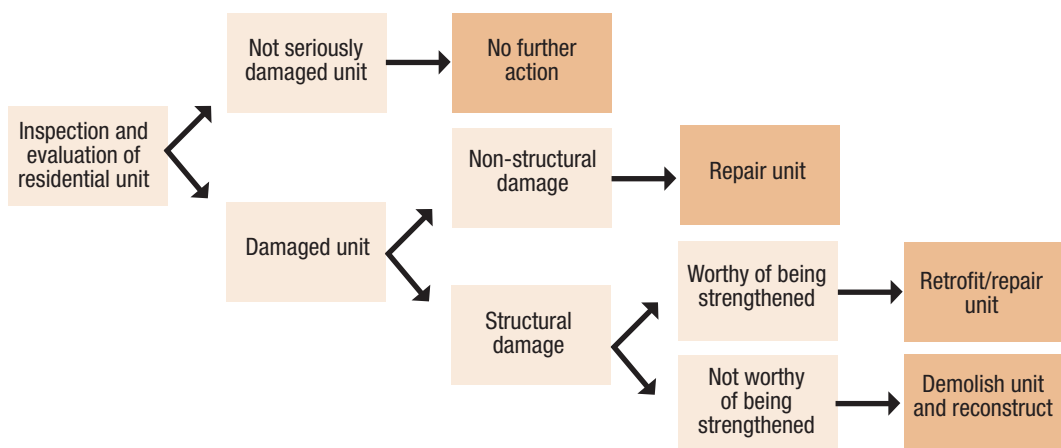 Not seriously
damaged unit
No further
action
Inspection and
evaluation of
residential unit
Non-structural
damage
Repair unit
Damaged unit
Worthy of being
strengthened
Retrofit/repair
unit
Structural
damage
Not worthy
of being
strengthened
Demolish unit
and reconstruct